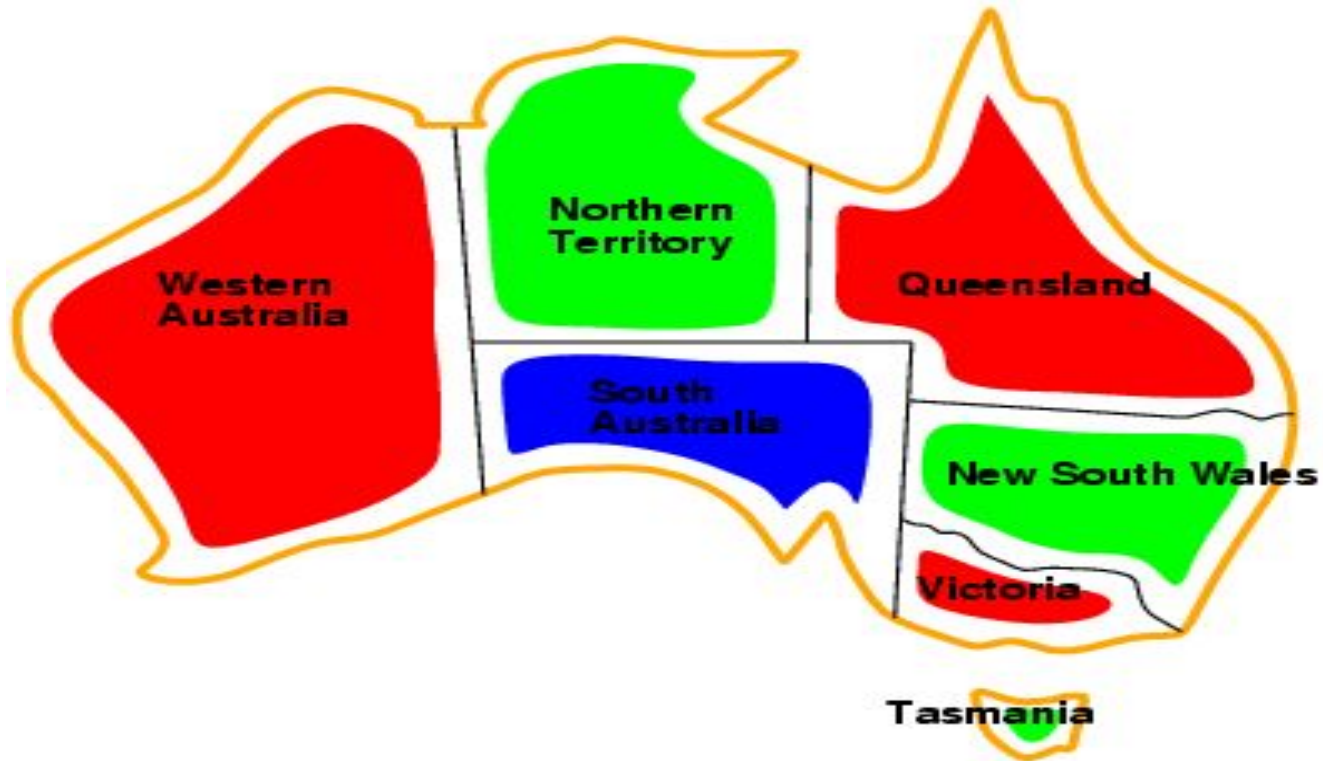 Northern
Territory
Western
Australia
Queensland
South
Australia
New South Wales
Victoria
Tasmania